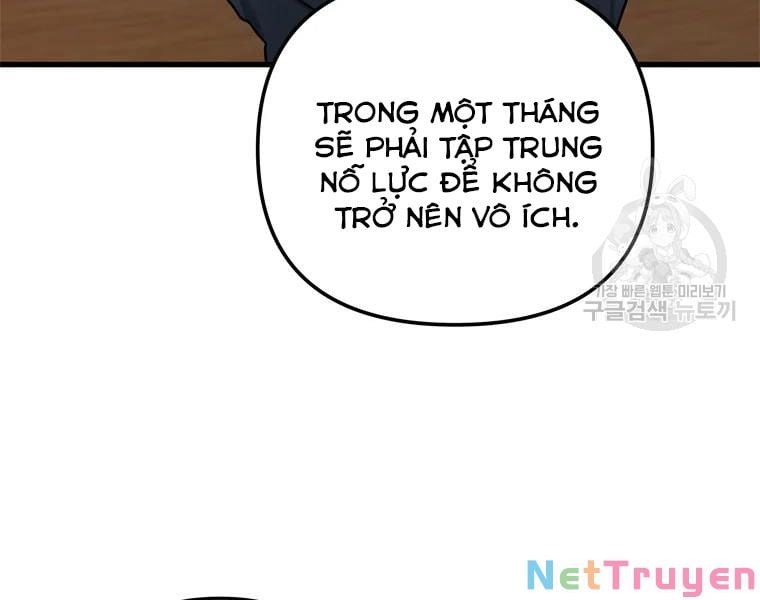 TRONG MỘT THÁNG
SẼ PHẢI TẬP TRUNG
NỖ LỰC ĐỂ KHÔNG
TRỞ NÊN VÔ ÍCH.
가장 빠른 웹툰 미리보기
구글검색 뉴토끼
NetTruyen